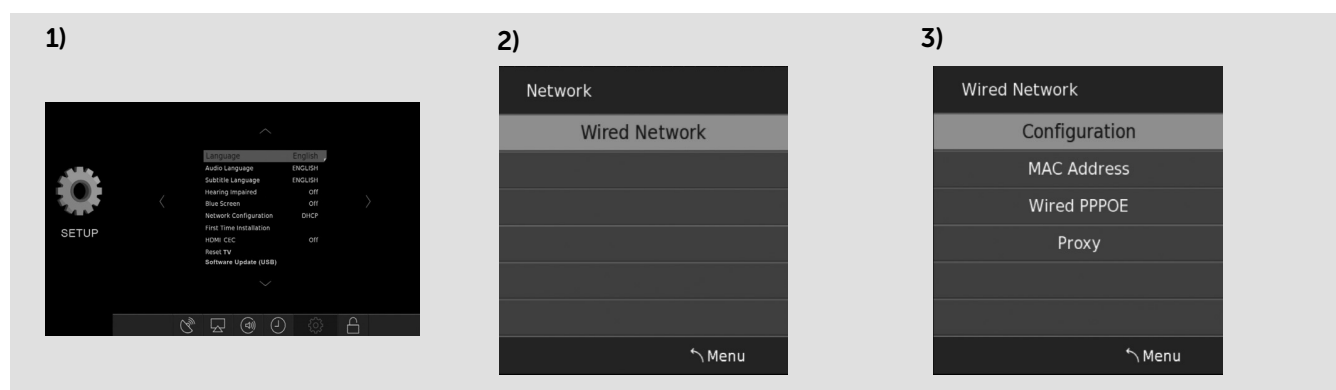 1)
SETUP
Language English
Audio Language ENGLISH
Subtitle Language ENGLISH
Hearing Impaired Off
Blue Screen Off
Network Configuration DHCP
First Time Installation
HDMI CEC Off
Reset TV
Software Update (USB)
2)
Network
Wired Network
Menu
3)
Wired Network
Configuration
MAC Address
Wired PPPOE
Proxy
Menu